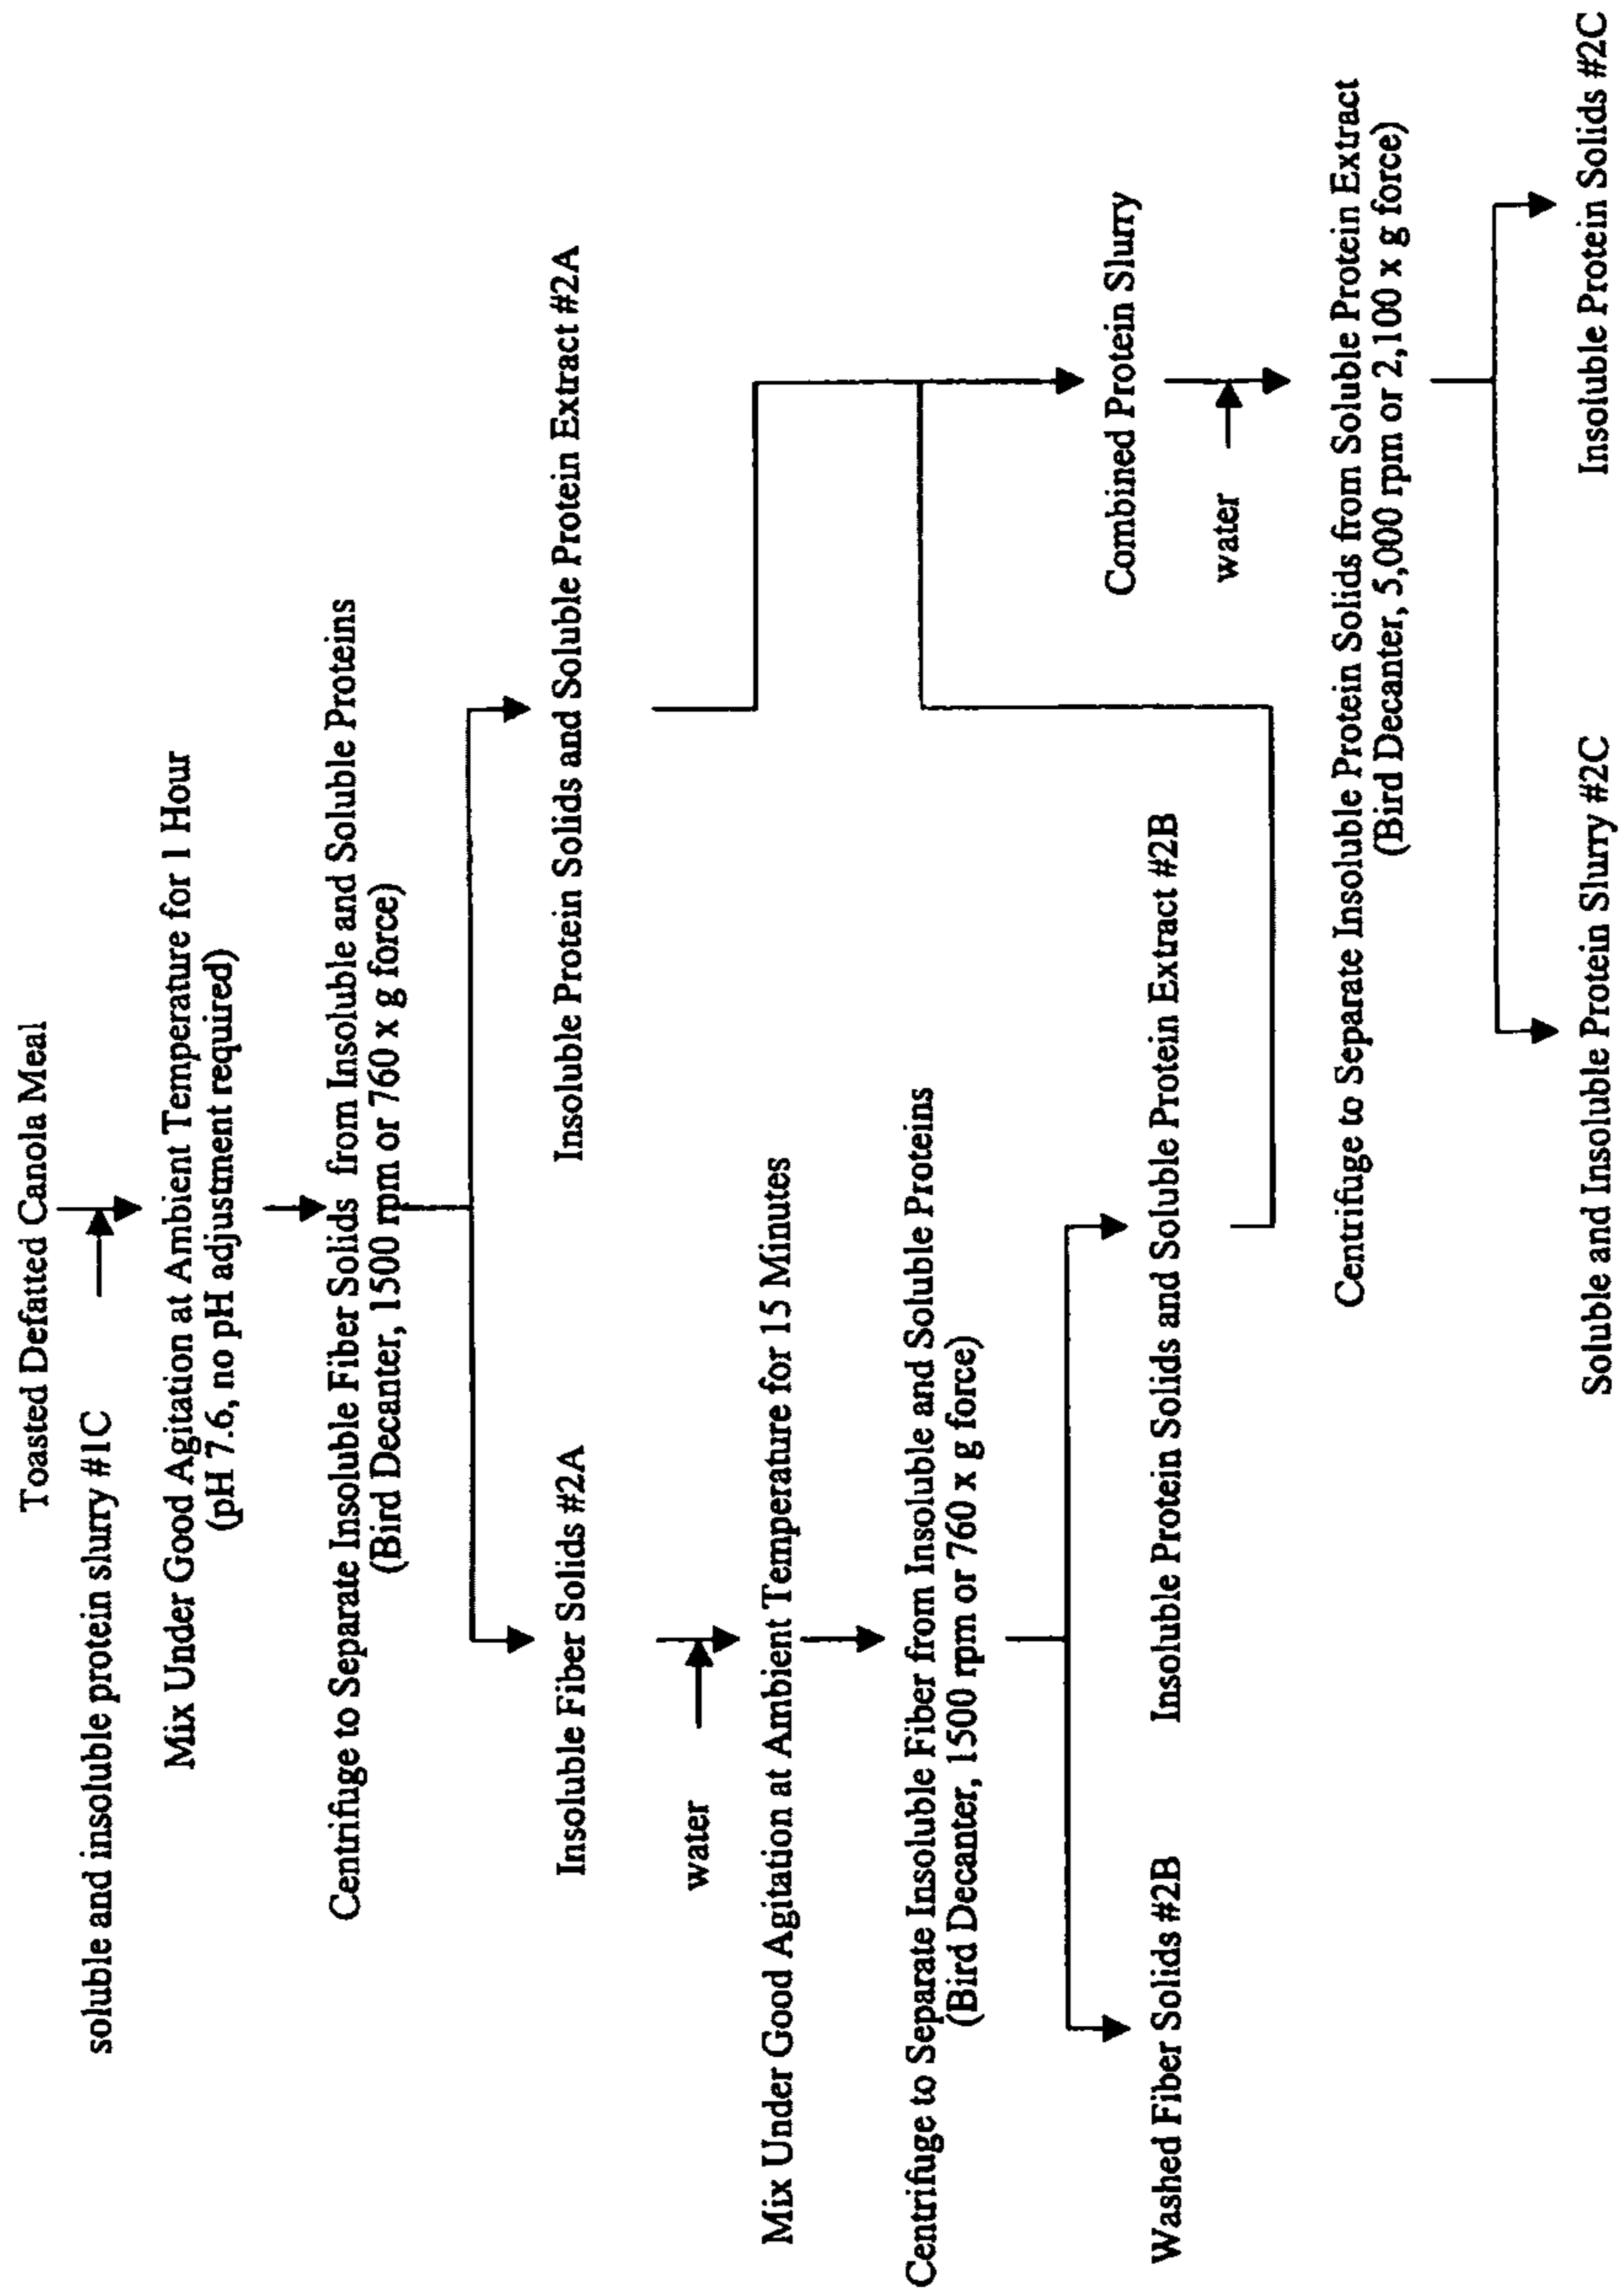 Toasted Defatted Canola Meal
soluble and insoluble protein slurry #1C
Mix Under Good Agitation at Ambient Temperature for 1 Hour
(pH 7.6, no pH adjustment required)
Centrifuge to Separate Insoluble Fiber Solids from Insoluble and Soluble Proteins
(Bird Decanter, 1500 rpm or 760 x g force)
Insoluble Fiber Solids #2A
Insoluble Protein Solids and Soluble Protein Extract #2A
water
Mix Under Good Agitation at Ambient Temperature for 15 Minutes
Centrifuge to Separate Insoluble Fiber from Insoluble and Soluble Proteins
(Bird Decanter, 1500 rpm or 760 x g force)
Washed Fiber Solids #2B
Insoluble Protein Solids and Soluble Protein Extract #2B
Combined Protein Slurry
water
Centrifuge to Separate Insoluble Protein Solids from Soluble Protein Extract
(Bird Decanter, 5,000 rpm or 2,100 x g force)
Soluble and Insoluble Protein Slurry #2C
Insoluble Protein Solids #2C